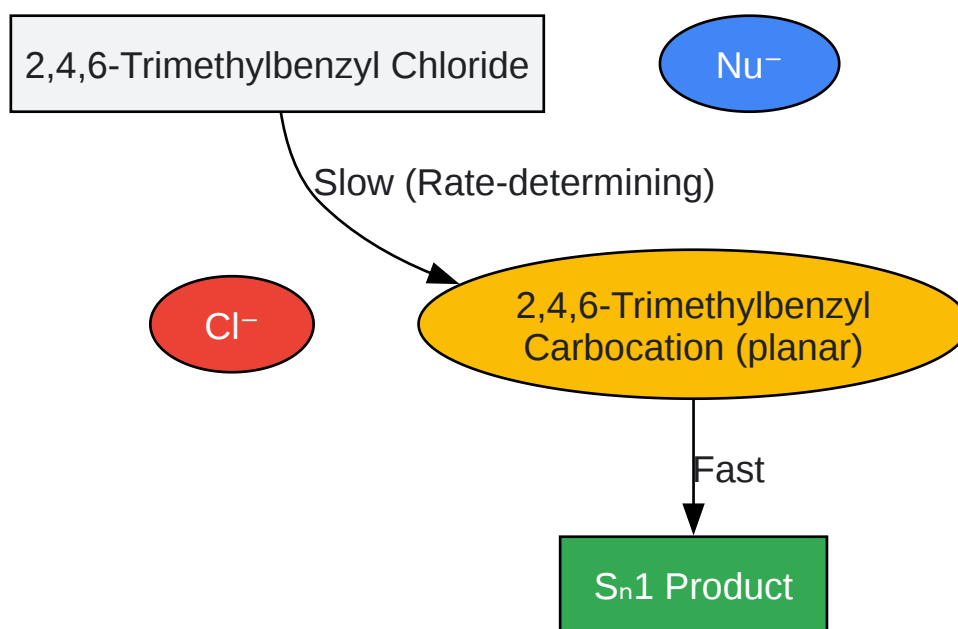 2,4,6-Trimethylbenzyl Chloride
Nu⁻
Slow (Rate-determining)
Cl⁻
2,4,6-Trimethylbenzyl
Carbocation (planar)
Fast
Sₙ1 Product